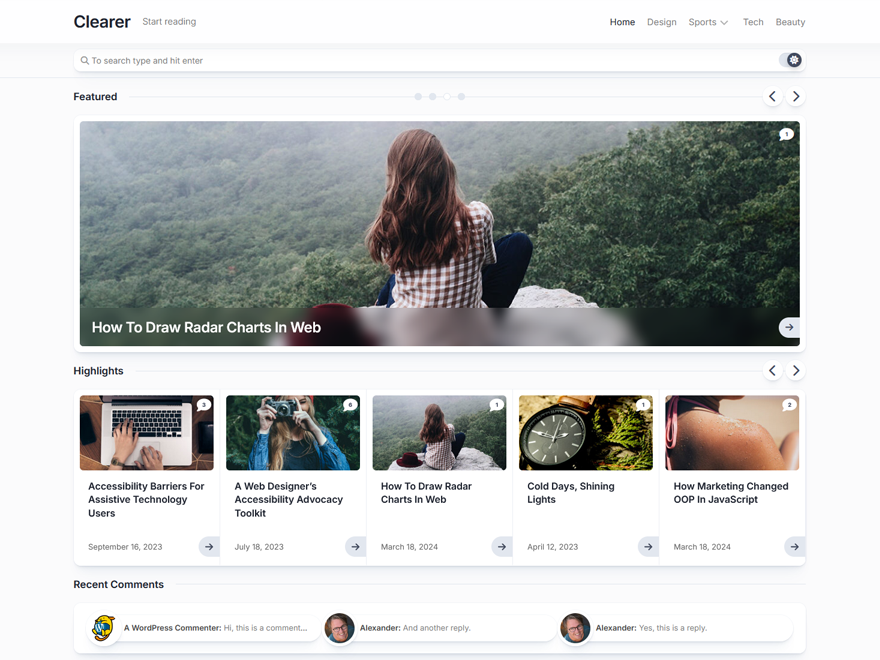 Clearer
Start reading
Home
Design
Sports
Tech
Beauty
To search type and hit enter
Featured
1
How To Draw Radar Charts In Web
Highlights
3
6
1
1
2
Accessibility Barriers For
Assistive Technology
Users
September 16, 2023
A Web Designer’s
Accessibility Advocacy
Toolkit
July 18, 2023
How To Draw Radar
Charts In Web
March 18, 2024
Cold Days, Shining
Lights
April 12, 2023
How Marketing Changed
OOP In JavaScript
March 18, 2024
Recent Comments
A WordPress Commenter: Hi, this is a comment...
Alexander: And another reply.
Alexander: Yes, this is a reply.